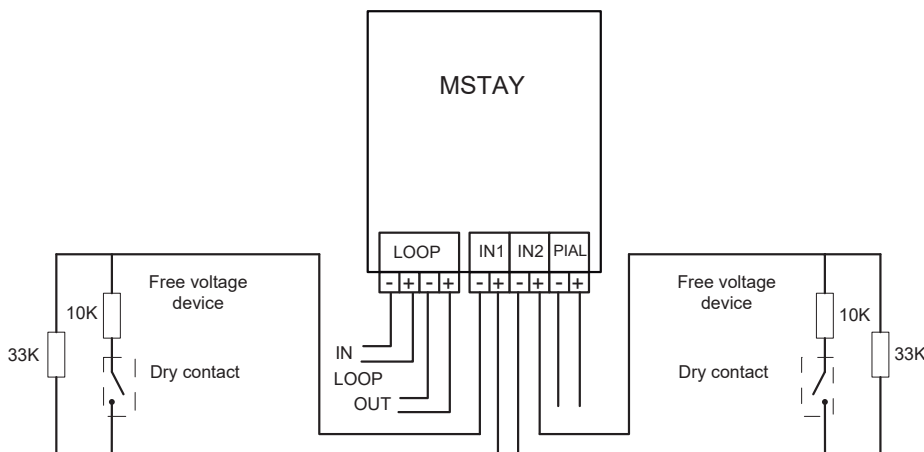 MSTAY
LOOP IN1 IN2 PIAL
- + - + - + - + - +
Free voltage
device
10K
33K
Dry contact
IN
LOOP
OUT
Free voltage
device
10K
33K
Dry contact